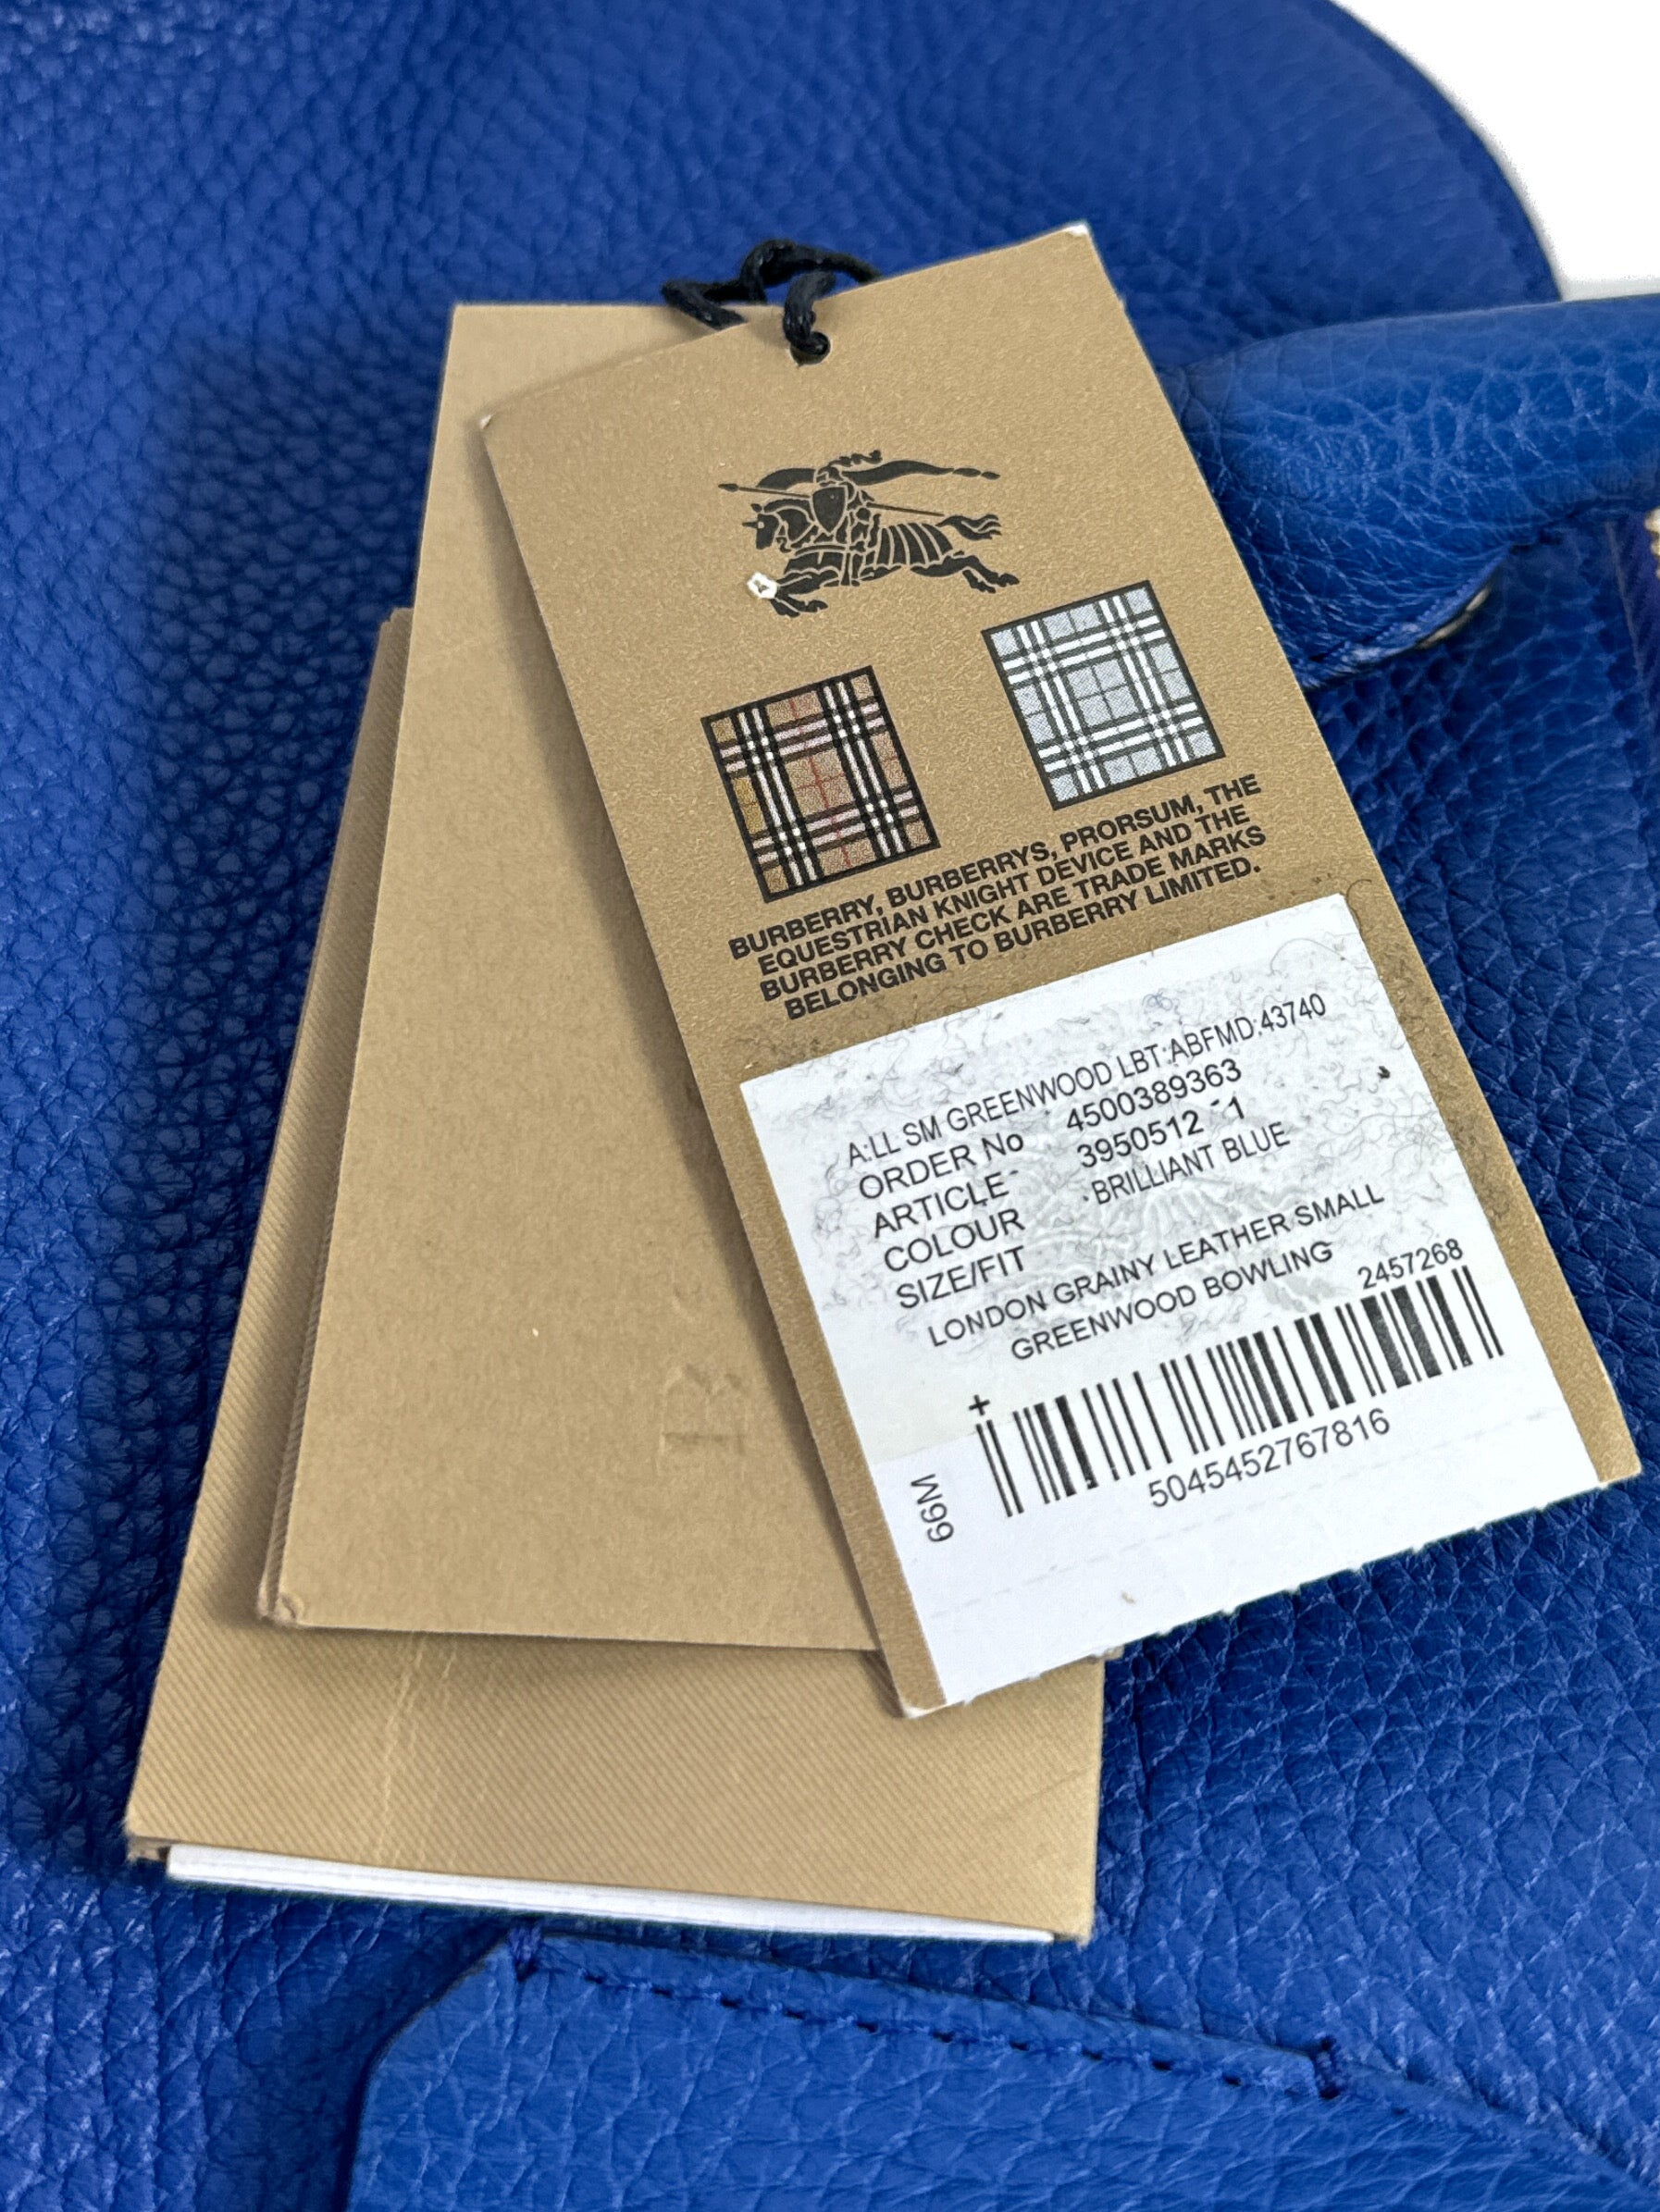 BURBERRY, BURBERRYS, PRORSUM, THE
EQUESTRIAN KNIGHT DEVICE AND THE
BURBERRY CHECK ARE TRADE MARKS
BELONGING TO BURBERRY LIMITED.
A:LL SM GREENWOOD LBT:ABFMD:43740
ORDER No 4500389363
ARTICLE 3950512 1
COLOUR BRILLIANT BLUE
SIZE/FIT
LONDON GRAINY LEATHER SMALL
GREENWOOD BOWLING
2457268
+
5045452767816
66M